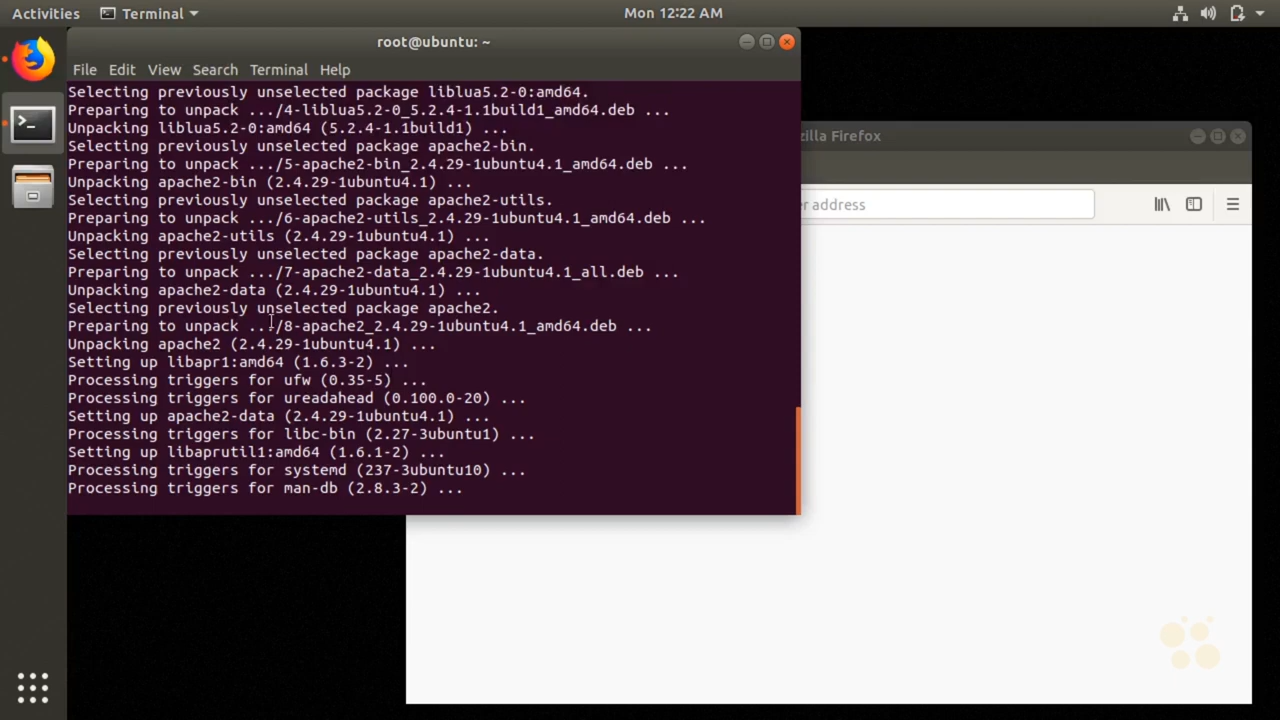 Activities
Terminal
Mon 12:22 AM
root@ubuntu: ~
File Edit View Search Terminal Help
Selecting previously unselected package liblua5.2-0:amd64.
Preparing to unpack .../4-liblua5.2-0_5.2.4-1.1build1_amd64.deb ...
Unpacking liblua5.2-0:amd64 (5.2.4-1.1build1) ...
Selecting previously unselected package apache2-bin.
Preparing to unpack .../5-apache2-bin_2.4.29-1ubuntu4.1_amd64.deb ...
Unpacking apache2-bin (2.4.29-1ubuntu4.1) ...
Selecting previously unselected package apache2-utils.
Preparing to unpack .../6-apache2-utils_2.4.29-1ubuntu4.1_amd64.deb ...
Unpacking apache2-utils (2.4.29-1ubuntu4.1) ...
Selecting previously unselected package apache2-data.
Preparing to unpack .../7-apache2-data_2.4.29-1ubuntu4.1_all.deb ...
Unpacking apache2-data (2.4.29-1ubuntu4.1) ...
Selecting previously unselected package apache2.
Preparing to unpack .../8-apache2_2.4.29-1ubuntu4.1_amd64.deb ...
Unpacking apache2 (2.4.29-1ubuntu4.1) ...
Setting up libapr1:amd64 (1.6.3-2) ...
Processing triggers for ufw (0.35-5) ...
Processing triggers for ureadahead (0.100.0-20) ...
Setting up apache2-data (2.4.29-1ubuntu4.1) ...
Processing triggers for libc-bin (2.27-3ubuntu1) ...
Setting up libaprutil1:amd64 (1.6.1-2) ...
Processing triggers for systemd (237-3ubuntu10) ...
Processing triggers for man-db (2.8.3-2) ...
zilla Firefox
er address